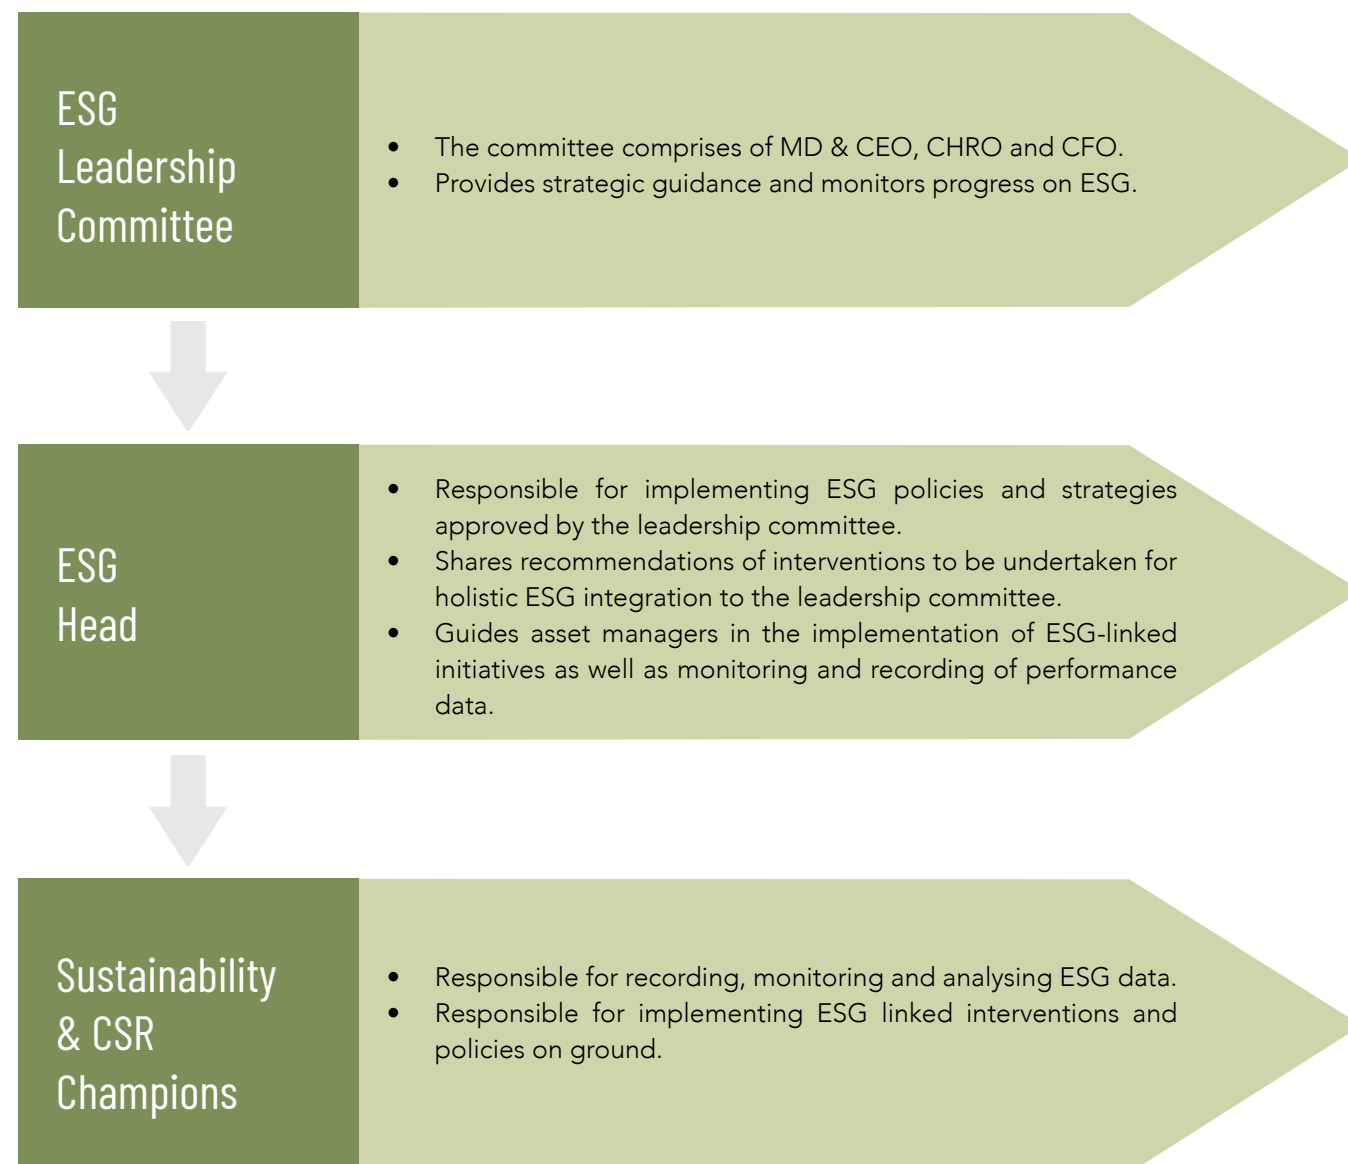 ESG
Leadership
Committee
• The committee comprises of MD & CEO, CHRO and CFO.
• Provides strategic guidance and monitors progress on ESG.
ESG
Head
• Responsible for implementing ESG policies and strategies
approved by the leadership committee.
• Shares recommendations of interventions to be undertaken for
holistic ESG integration to the leadership committee.
• Guides asset managers in the implementation of ESG-linked
initiatives as well as monitoring and recording of performance
data.
Sustainability
& CSR
Champions
• Responsible for recording, monitoring and analysing ESG data.
• Responsible for implementing ESG linked interventions and
policies on ground.